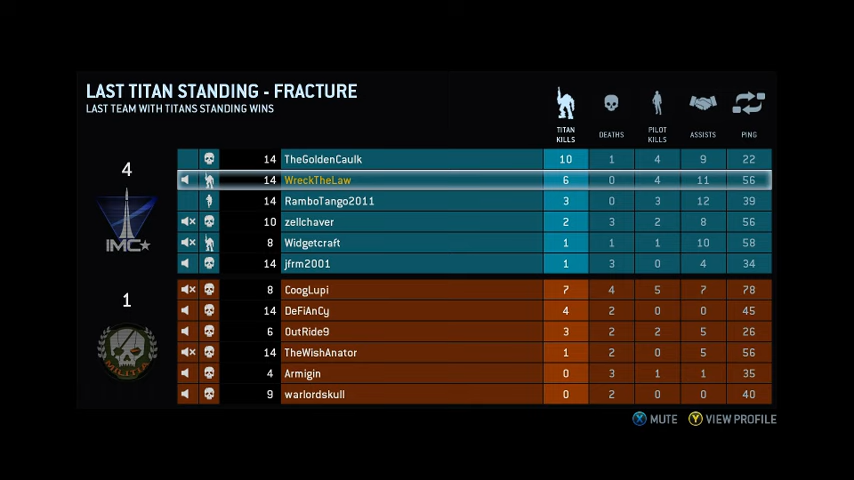 LAST TITAN STANDING - FRACTURE
LAST TEAM WITH TITANS STANDING WINS
TITAN KILLS DEATHS PILOT KILLS ASSISTS PING
4
IMC
14 TheGoldenCaulk 10 1 4 9 22
14 WreckTheLaw 6 0 4 11 56
14 RamboTango2011 3 0 3 12 39
10 zellchaver 2 3 2 8 56
8 Widgetcraft 1 1 1 10 58
14 jfrm2001 1 3 0 4 34
1
MILITIA
8 CoogLupi 7 4 5 7 78
14 DeFiAnCy 4 2 0 0 45
6 0utRide9 3 2 2 5 26
14 TheWishAnator 1 2 0 5 56
4 Armigin 0 3 1 1 35
9 warlordskull 0 2 0 0 40
X MUTE Y VIEW PROFILE